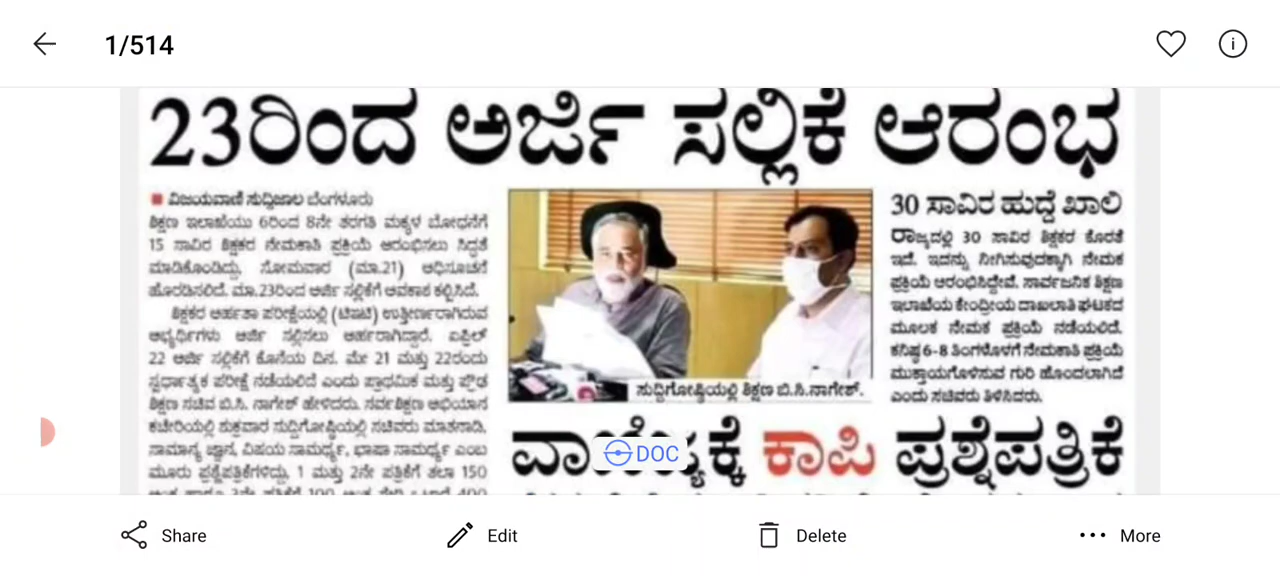 1/514
23ರಿಂದ ಅರ್ಜಿ ಸಲ್ಲಿಕೆ ಆರಂಭ
■ ವಿಜಯವಾಣಿ ಸುದ್ದಿಜಾಲ ಬೆಂಗಳೂರು
ಶಿಕ್ಷಣ ಇಲಾಖೆಯು 6ರಿಂದ 8ನೇ ತರಗತಿ ಮಕ್ಕಳ ಬೋಧನೆಗೆ
15 ಸಾವಿರ ಶಿಕ್ಷಕರ ನೇಮಕಾತಿ ಪ್ರಕ್ರಿಯೆ ಆರಂಭಿಸಲು ಸಿದ್ಧತೆ
ಮಾಡಿಕೊಂಡಿದ್ದು, ಸೋಮವಾರ (ಮಾ.21) ಅಧಿಸೂಚನೆ
ಹೊರಡಿಸಲಿದೆ. ಮಾ.23ರಿಂದ ಅರ್ಜಿ ಸಲ್ಲಿಕೆಗೆ ಅವಕಾಶ ಕಲ್ಪಿಸಿದೆ.
ಶಿಕ್ಷಕರ ಅರ್ಹತಾ ಪರೀಕ್ಷೆಯಲ್ಲಿ (ಟಿಇಟಿ) ಉತ್ತೀರ್ಣರಾಗಿರುವ
ಅಭ್ಯರ್ಥಿಗಳು ಅರ್ಜಿ ಸಲ್ಲಿಸಲು ಅರ್ಹರಾಗಿದ್ದಾರೆ. ಏಪ್ರಿಲ್
22 ಅರ್ಜಿ ಸಲ್ಲಿಕೆಗೆ ಕೊನೆಯ ದಿನ. ಮೇ 21 ಮತ್ತು 22ರಂದು
ಸ್ಪರ್ಧಾತ್ಮಕ ಪರೀಕ್ಷೆ ನಡೆಯಲಿದೆ ಎಂದು ಪ್ರಾಥಮಿಕ ಮತ್ತು ಪ್ರೌಢ
ಶಿಕ್ಷಣ ಸಚಿವ ಬಿ.ಸಿ. ನಾಗೇಶ್ ಹೇಳಿದರು. ಸರ್ವಶಿಕ್ಷಣ ಅಭಿಯಾನ
ಕಚೇರಿಯಲ್ಲಿ ಶುಕ್ರವಾರ ಸುದ್ದಿಗೋಷ್ಠಿಯಲ್ಲಿ ಸಚಿವರು ಮಾತನಾಡಿ,
ಸಾಮಾನ್ಯ ಜ್ಞಾನ, ವಿಷಯ ಸಾಮರ್ಥ್ಯ, ಭಾಷಾ ಸಾಮರ್ಥ್ಯ ಎಂಬ
ಮೂರು ಪ್ರಶ್ನೆಪತ್ರಿಕೆಗಳಿದ್ದು, 1 ಮತ್ತು 2ನೇ ಪತ್ರಿಕೆಗೆ ತಲಾ 150
ಸುದ್ದಿಗೋಷ್ಠಿಯಲ್ಲಿ ಶಿಕ್ಷಣ ಬಿ.ಸಿ.ನಾಗೇಶ್.
30 ಸಾವಿರ ಹುದ್ದೆ ಖಾಲಿ
ರಾಜ್ಯದಲ್ಲಿ 30 ಸಾವಿರ ಶಿಕ್ಷಕರ ಕೊರತೆ
ಇದೆ. ಇದನ್ನು ನೀಗಿಸುವುದಕ್ಕಾಗಿ ನೇಮಕ
ಪ್ರಕ್ರಿಯೆ ಆರಂಭಿಸಿದ್ದೇವೆ. ಸಾರ್ವಜನಿಕ ಶಿಕ್ಷಣ
ಇಲಾಖೆಯ ಕೇಂದ್ರೀಯ ದಾಖಲಾತಿ ಘಟಕದ
ಮೂಲಕ ನೇಮಕ ಪ್ರಕ್ರಿಯೆ ನಡೆಯಲಿದೆ.
ಕನಿಷ್ಠ 6-8 ತಿಂಗಳೊಳಗೆ ನೇಮಕಾತಿ ಪ್ರಕ್ರಿಯೆ
ಮುಕ್ತಾಯಗೊಳಿಸುವ ಗುರಿ ಹೊಂದಲಾಗಿದೆ
ಎಂದು ಸಚಿವರು ತಿಳಿಸಿದರು.
ಕಾಪಿ ಪ್ರಶ್ನೆಪತ್ರಿಕೆ
DOC
Share
Edit
Delete
More